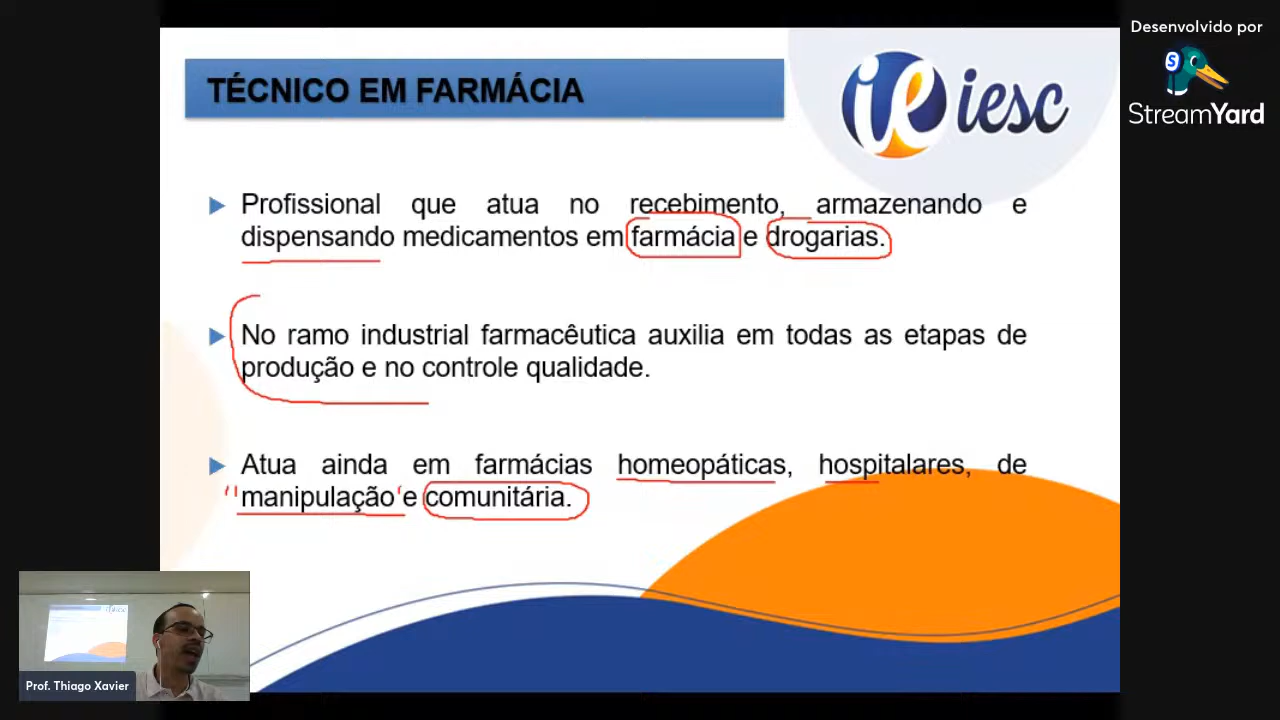 Desenvolvido por
StreamYard
TÉCNICO EM FARMÁCIA
iesc
Profissional que atua no recebimento, armazenando e
dispensando medicamentos em farmácia e drogarias.
No ramo industrial farmacêutica auxilia em todas as etapas de
produção e no controle qualidade.
Atua ainda em farmácias homeopáticas, hospitalares, de
"manipulação" e comunitária.
Prof. Thiago Xavier